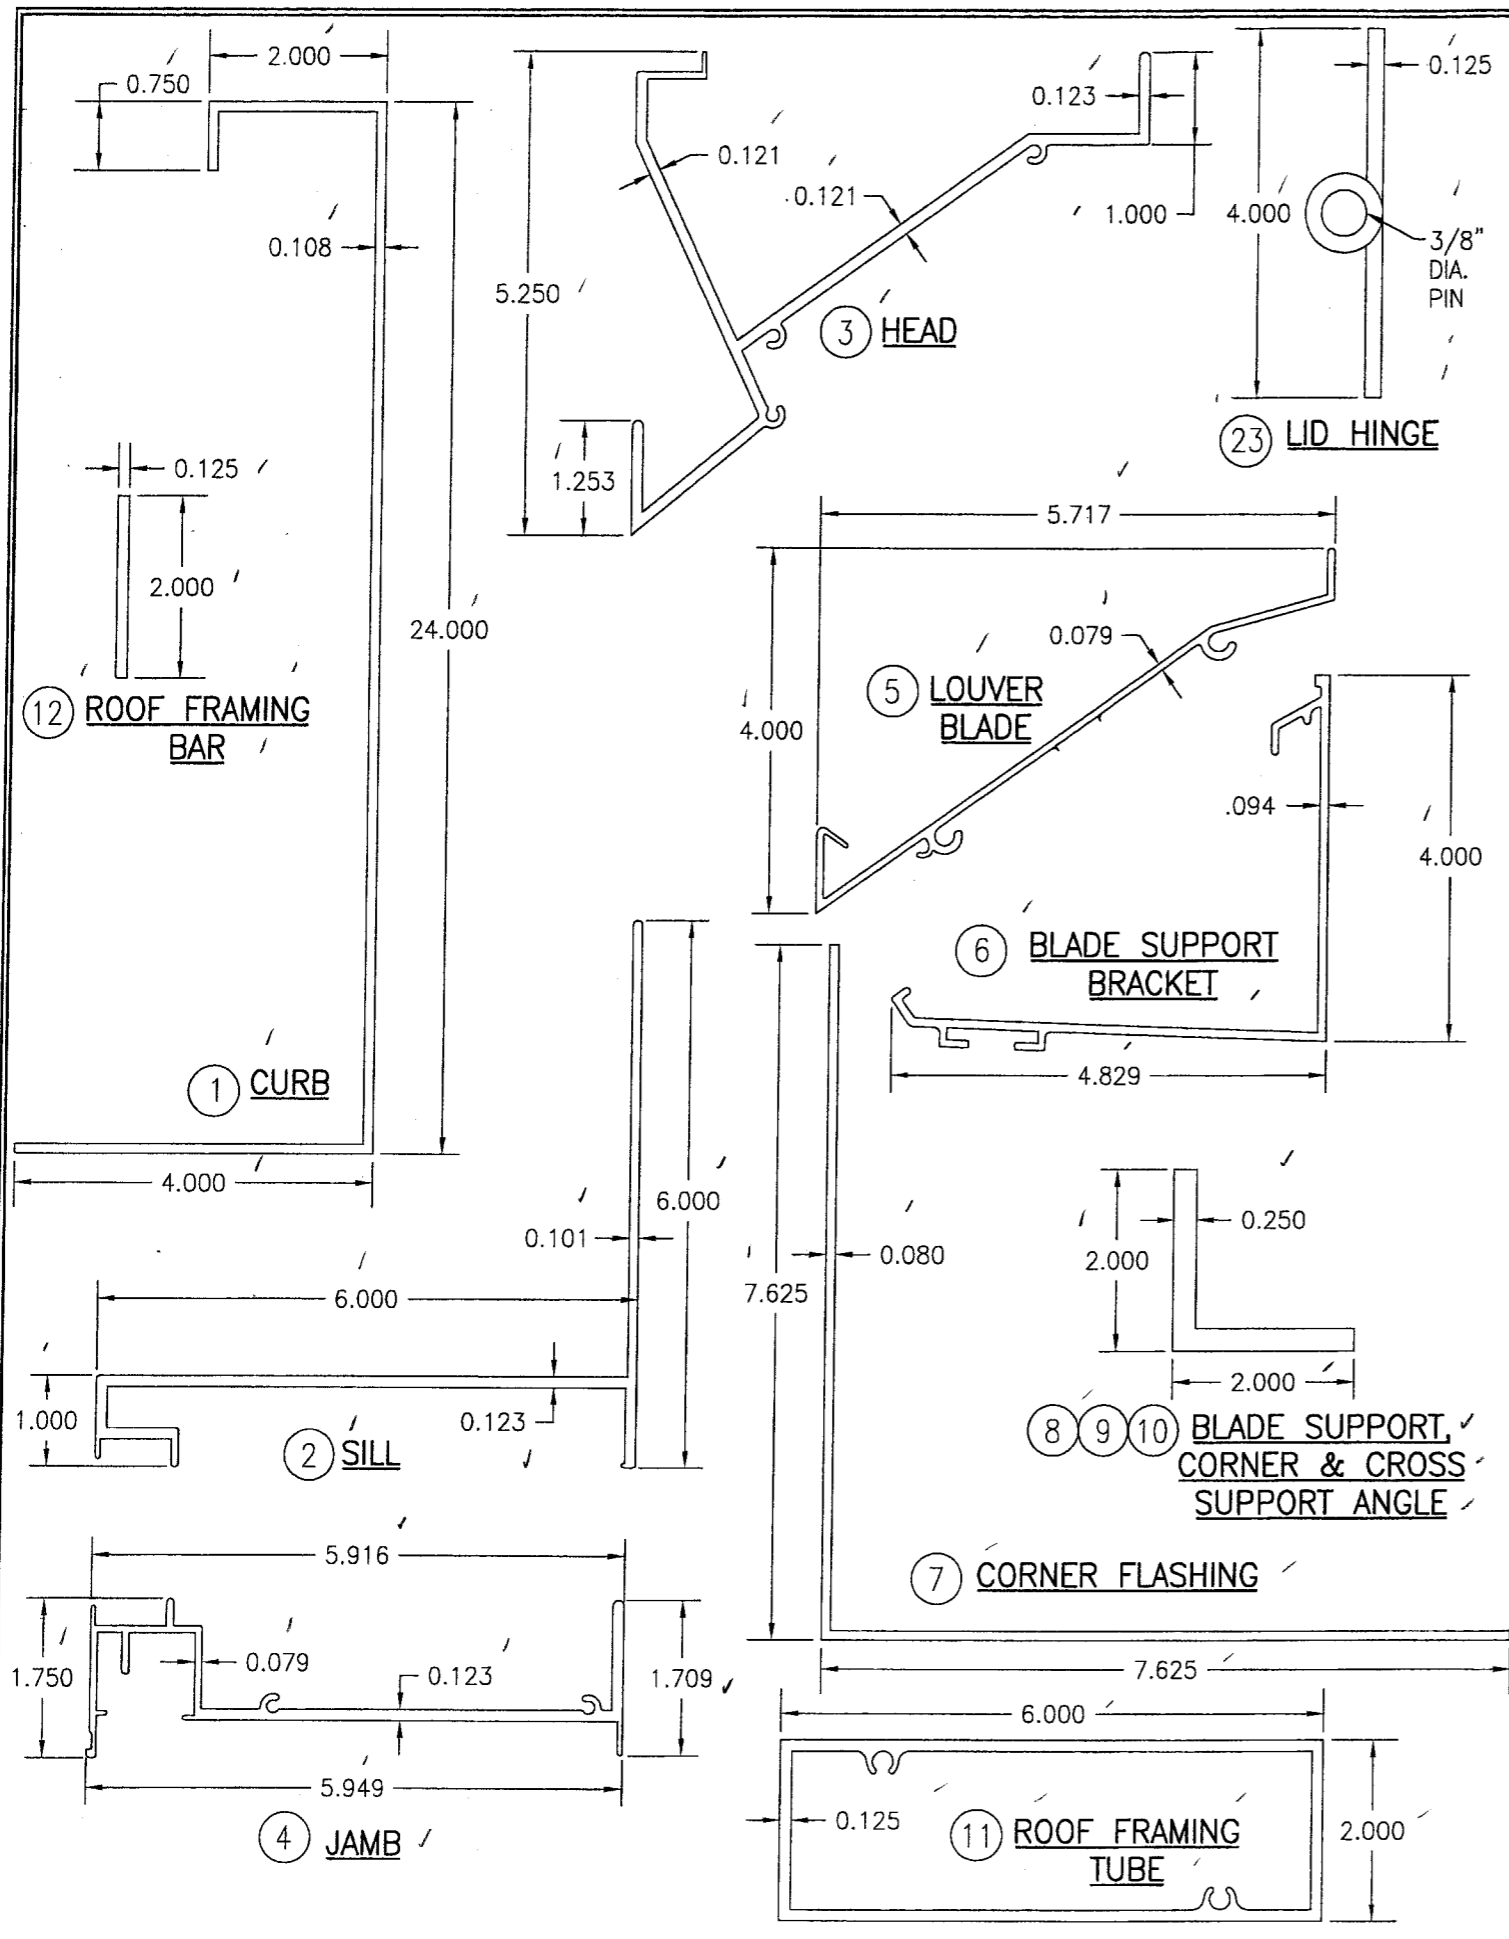 2.000
0.750
0.108
24.000
0.125
2.000
12 ROOF FRAMING
BAR
1 CURB
4.000
0.121
0.121
0.123
1.000
5.250
1.253
3 HEAD
0.125
4.000
3/8"
DIA.
PIN
23 LID HINGE
5.717
4.000
0.079
5 LOUVER
BLADE
.094
4.000
6 BLADE SUPPORT
BRACKET
4.829
6.000
0.101
6.000
1.000
0.123
2 SILL
7.625
0.080
7.625
7 CORNER FLASHING
0.250
2.000
2.000
8 9 10 BLADE SUPPORT,
CORNER & CROSS
SUPPORT ANGLE
5.916
1.750
0.079
0.123
1.709
5.949
4 JAMB
6.000
0.125
2.000
11 ROOF FRAMING
TUBE